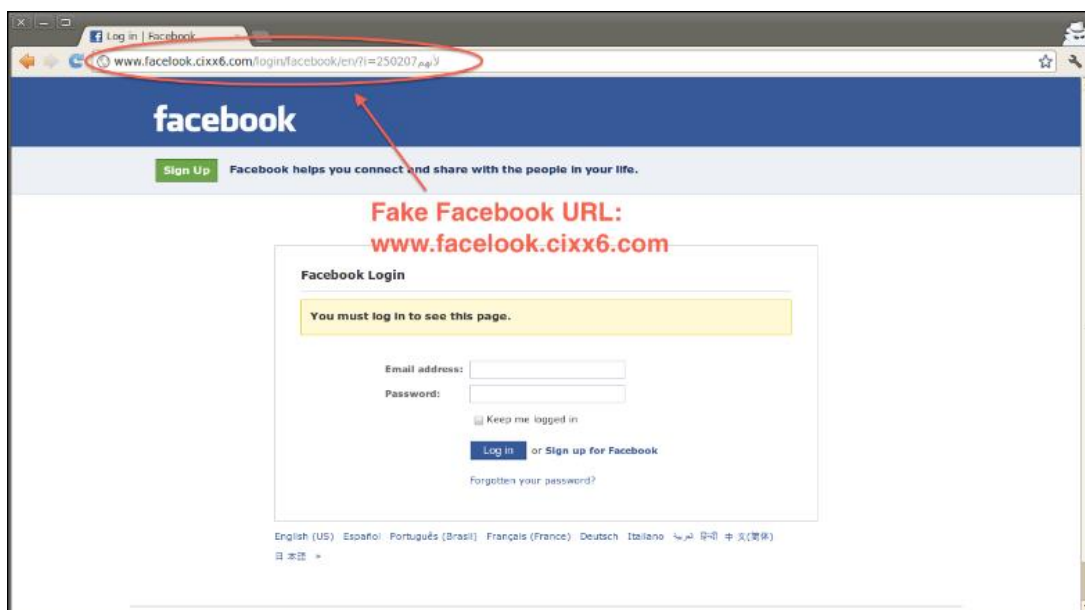 Log in | Facebook
www.facelook.cixx6.com/login/facebook/en/?i=250207
facebook
Sign Up Facebook helps you connect and share with the people in your life.
Fake Facebook URL:
www.facelook.cixx6.com
Facebook Login
You must log in to see this page.
Email address:
Password:
Keep me logged in
Log in or Sign up for Facebook
Forgotten your password?
English (US) Español Português (Brasil) Français (France) Deutsch Italiano العربية हिन्दी 中文(简体)
日本語 »